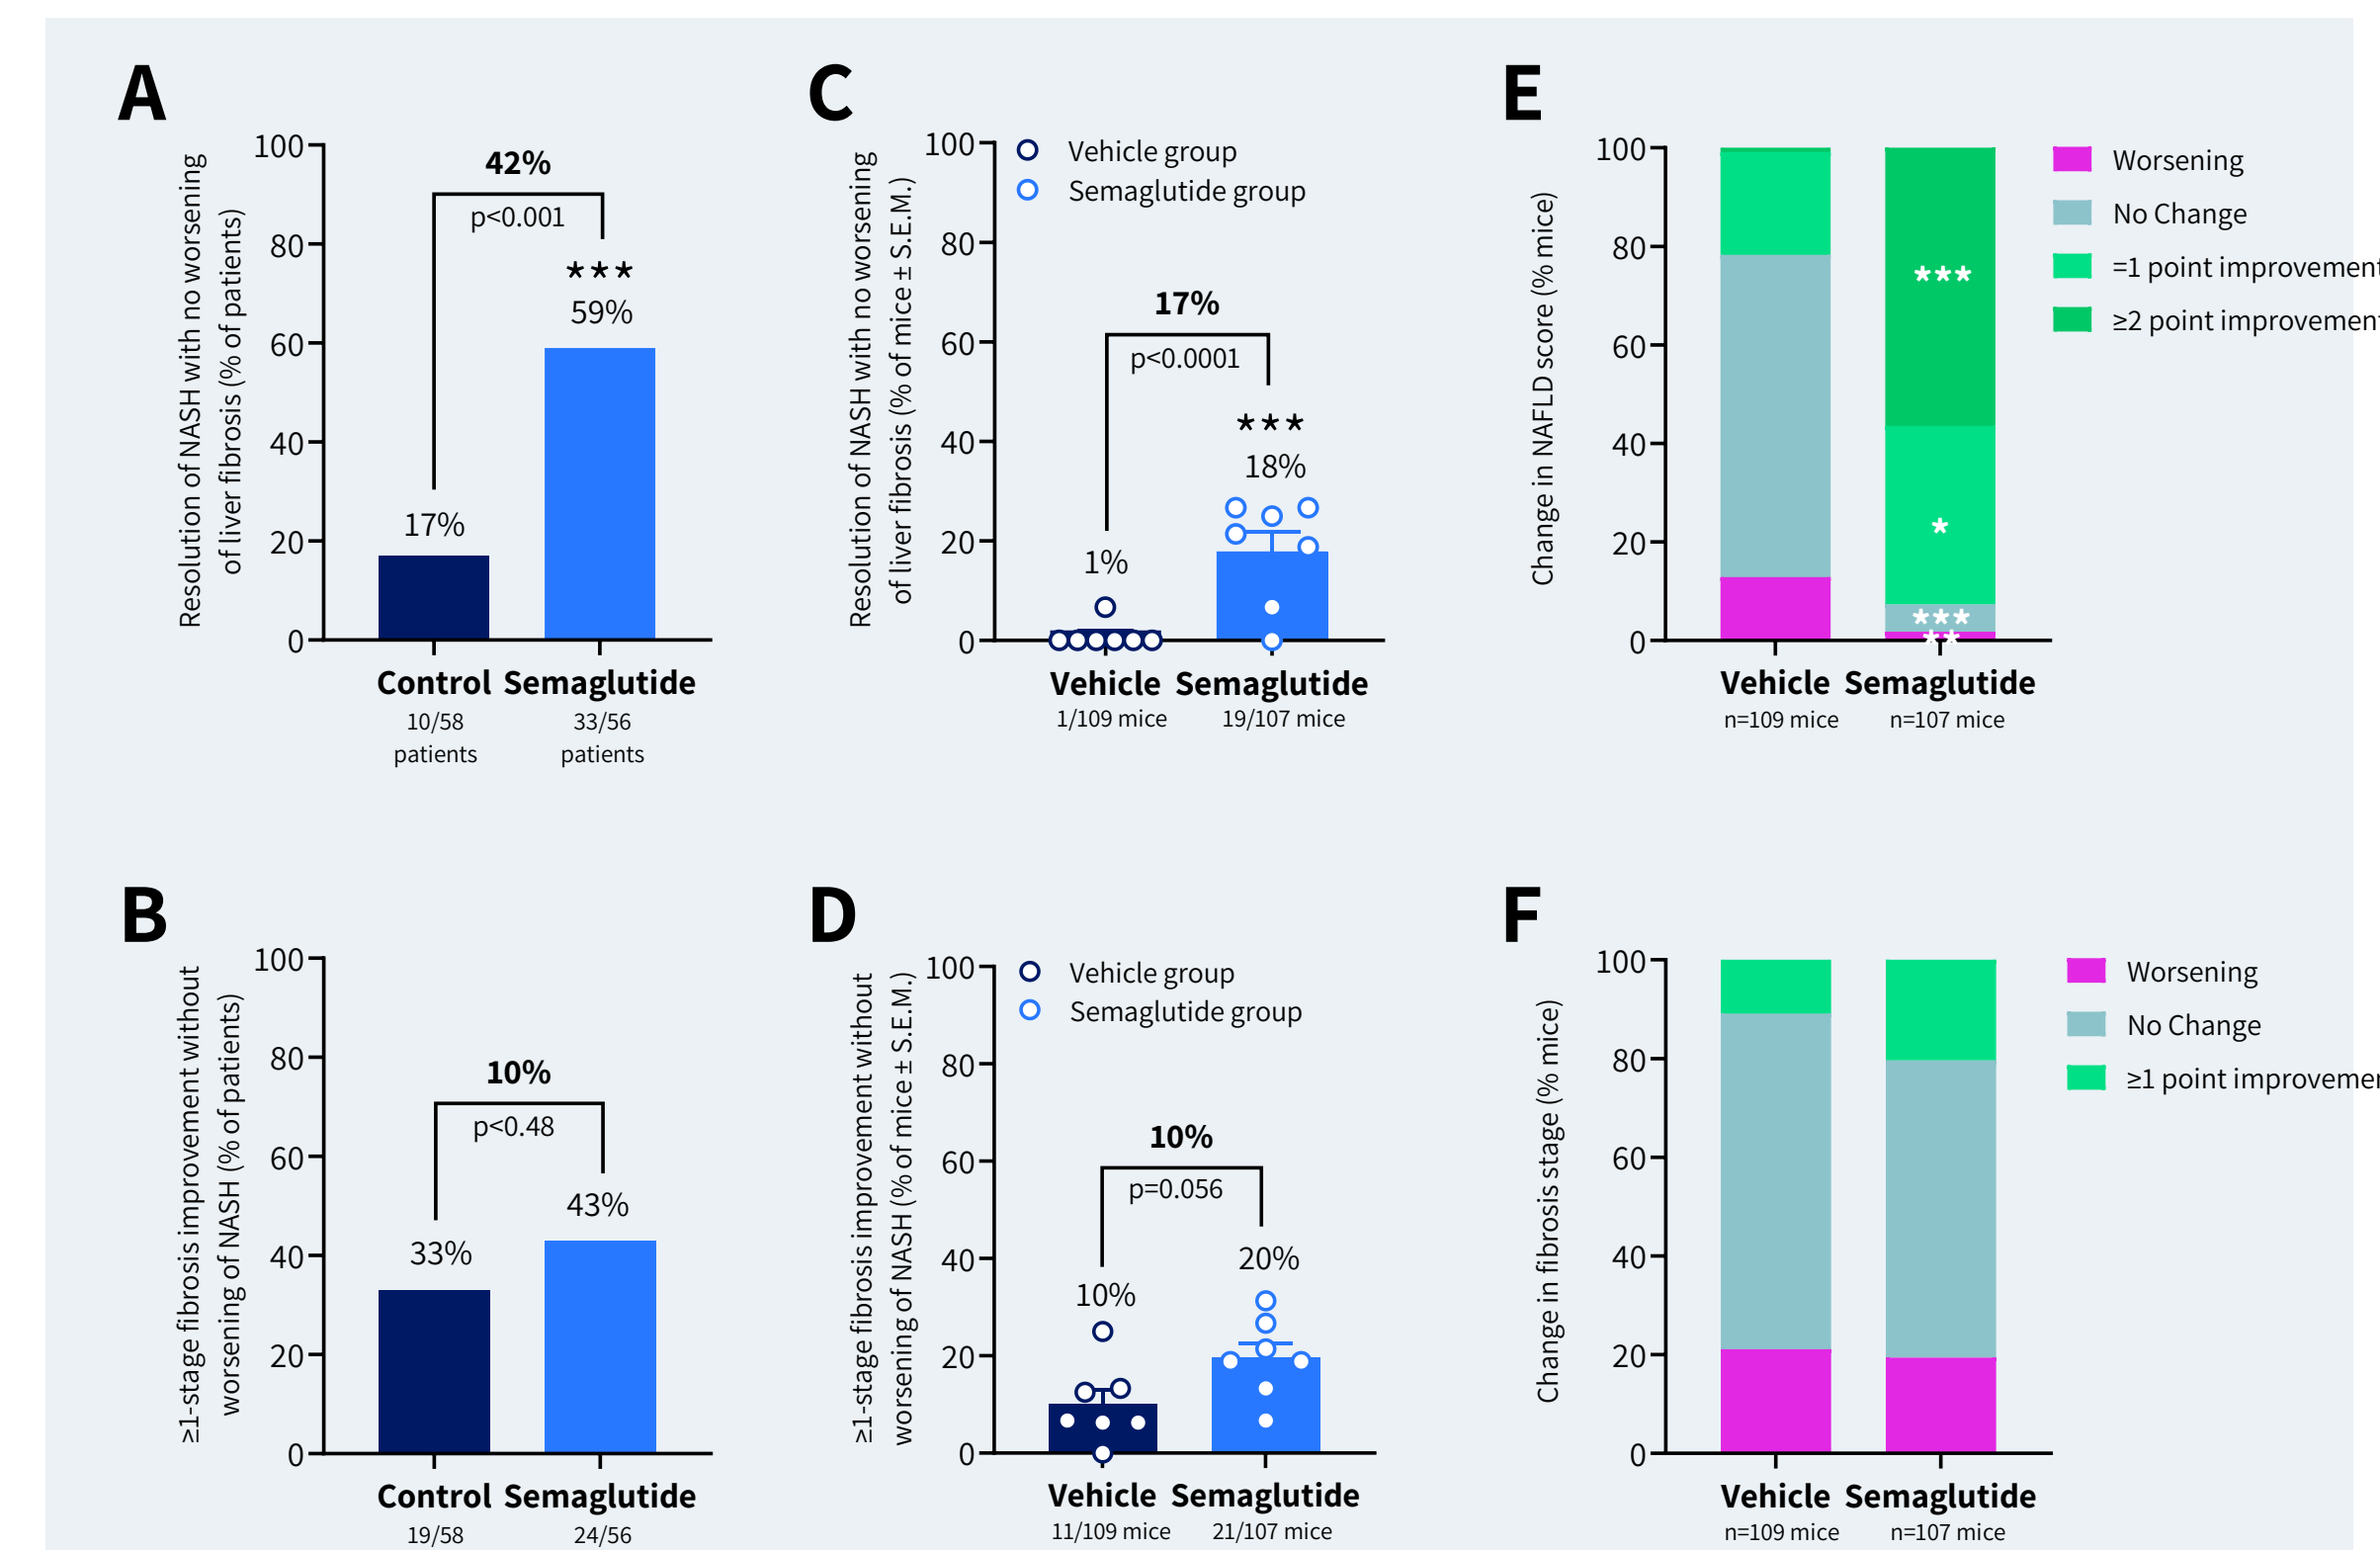 A
Resolution of NASH with no worsening
of liver fibrosis (% of patients)
100
80
60
40
20
0
42%
p<0.001
***
59%
17%
Control Semaglutide
10/58 33/56
patients patients
C
Resolution of NASH with no worsening
of liver fibrosis (% of mice ± S.E.M.)
100
80
60
40
20
0
Vehicle group
Semaglutide group
17%
p<0.0001
***
18%
1%
Vehicle Semaglutide
1/109 mice 19/107 mice
E
Change in NAFLD score (% mice)
100
80
60
40
20
0
***
*
***
**
Worsening
No Change
=1 point improvement
≥2 point improvement
Vehicle Semaglutide
n=109 mice n=107 mice
B
≥1-stage fibrosis improvement without
worsening of NASH (% of patients)
100
80
60
40
20
0
10%
p<0.48
43%
33%
Control Semaglutide
19/58 24/56
D
≥1-stage fibrosis improvement without
worsening of NASH (% of mice ± S.E.M.)
100
80
60
40
20
0
Vehicle group
Semaglutide group
10%
p=0.056
20%
10%
Vehicle Semaglutide
11/109 mice 21/107 mice
F
Change in fibrosis stage (% mice)
100
80
60
40
20
0
Worsening
No Change
≥1 point improvemen
Vehicle Semaglutide
n=109 mice n=107 mice